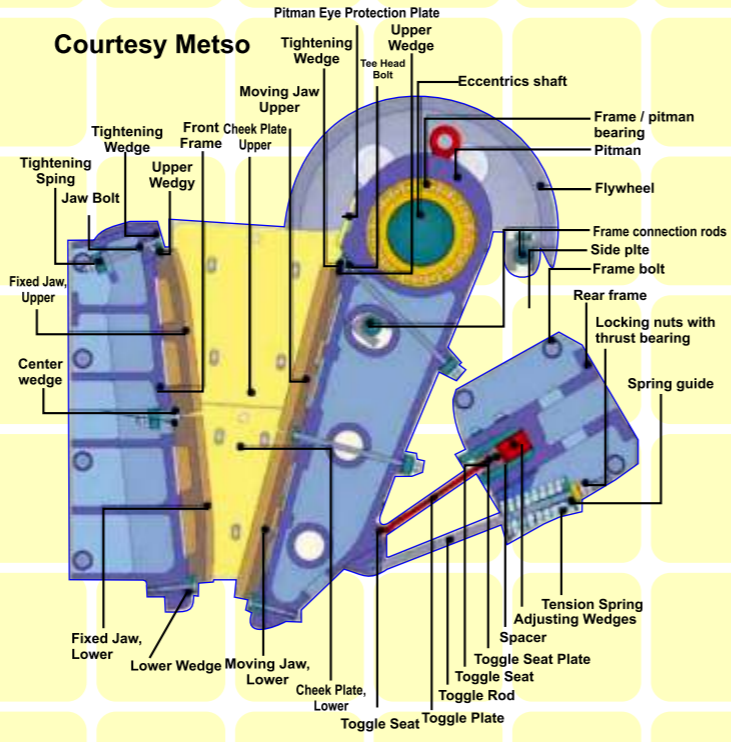 Pitman Eye Protection Plate
Courtesy Metso
Tightening
Wedge
Upper
Wedge
Tee Head
Bolt
Eccentrics shaft
Moving Jaw
Upper
Frame / pitman
bearing
Pitman
Tightening
Wedge
Front
Frame
Cheek Plate
Upper
Tightening
Sping
Upper
Wedgy
Jaw Bolt
Flywheel
Frame connection rods
Side plte
Frame bolt
Fixed Jaw,
Upper
Rear frame
Locking nuts with
thrust bearing
Center
wedge
Spring guide
Tension Spring
Adjusting Wedges
Spacer
Fixed Jaw,
Lower
Lower Wedge
Moving Jaw,
Lower
Toggle Seat Plate
Toggle Seat
Cheek Plate,
Lower
Toggle Rod
Toggle Seat
Toggle Plate